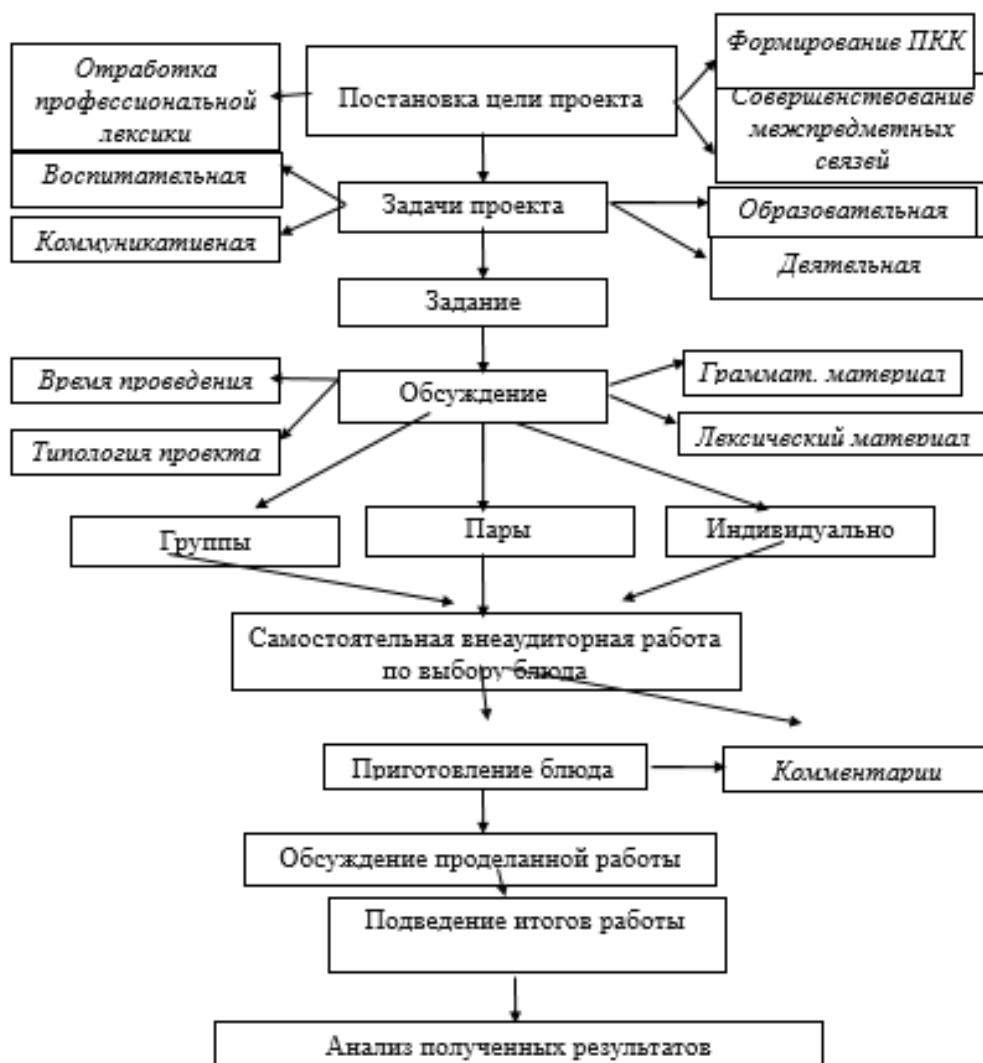 Формирование ПКК
Отработка
профессиональной
лексики
Постановка цели проекта
Совершенствование
межпредметных
связей
Воспитательная
Задачи проекта
Образовательная
Коммуникативная
Деятельная
Задание
Время проведения
Обсуждение
Граммат. материал
Типология проекта
Лексический материал
Группы
Пары
Индивидуально
Самостоятельная внеаудиторная работа
по выбору блюда
Приготовление блюда
Комментарии
Обсуждение проделанной работы
Подведение итогов работы
Анализ полученных результатов